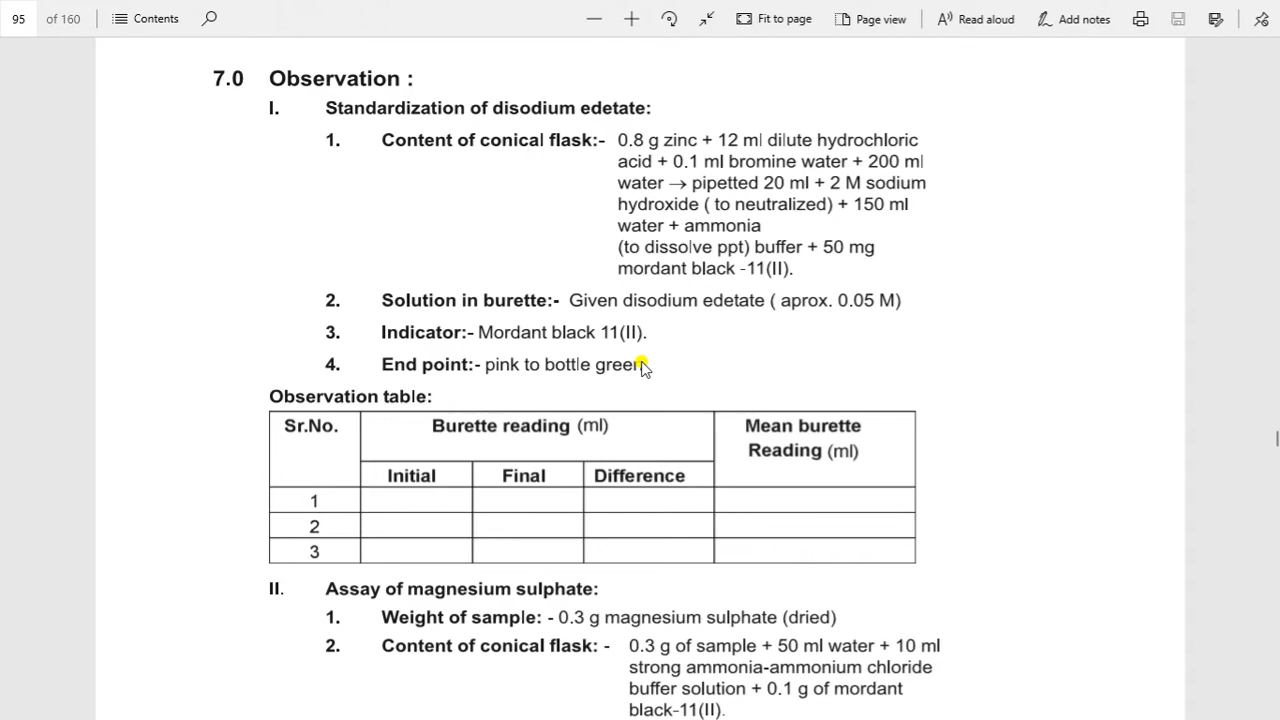 95 of 160 Contents Fit to page Page view Read aloud Add notes
7.0 Observation :
I. Standardization of disodium edetate:
1. Content of conical flask:- 0.8 g zinc + 12 ml dilute hydrochloric
acid + 0.1 ml bromine water + 200 ml
water → pipetted 20 ml + 2 M sodium
hydroxide ( to neutralized) + 150 ml
water + ammonia
(to dissolve ppt) buffer + 50 mg
mordant black -11(II).
2. Solution in burette:- Given disodium edetate ( aprox. 0.05 M)
3. Indicator:- Mordant black 11(II).
4. End point:- pink to bottle green
Observation table:
Sr.No. Burette reading (ml) Mean burette
Reading (ml)
Initial Final Difference
1
2
3
II. Assay of magnesium sulphate:
1. Weight of sample: - 0.3 g magnesium sulphate (dried)
2. Content of conical flask: - 0.3 g of sample + 50 ml water + 10 ml
strong ammonia-ammonium chloride
buffer solution + 0.1 g of mordant
black-11(II).